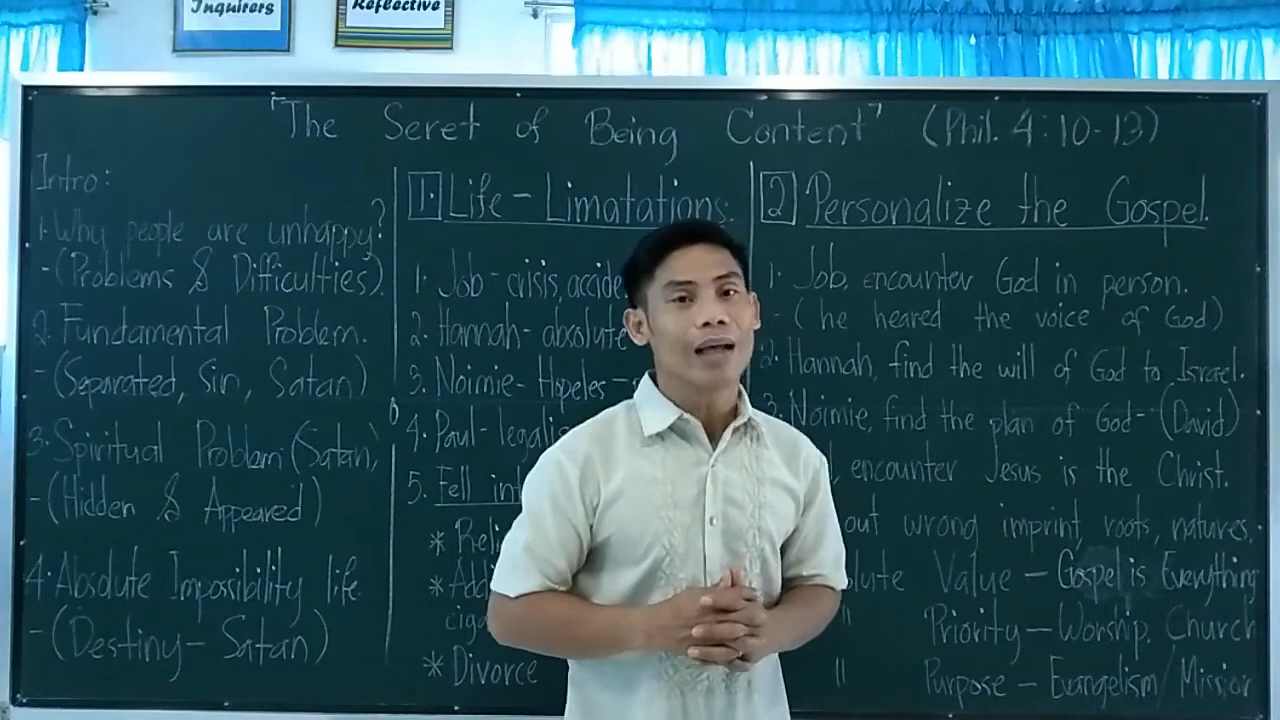 Inquirers
Reflective
"The Seret of Being Content" (Phil. 4:10-13)
Intro:
1. Why people are unhappy?
- (Problems & Difficulties).
2. Fundamental Problem.
- (Separated, Sin, Satan)
3. Spiritual Problem (Satan,
- (Hidden & Appeared)
4. Absolute Impossibility life.
- (Destiny - Satan)
1. Life - Limatations.
1. Job - crisis, accide
2. Hannah - absolute
3. Noimie - Hopeles -
4. Paul - legalis
5. Fell int
* Reli
* Add
ciga
* Divorce
2 Personalize the Gospel.
1. Job, encounter God in person.
- ( he heared the voice of God)
2. Hannah, find the will of God to Israel.
3. Noimie, find the plan of God - (David)
, encounter Jesus is the Christ.
out wrong imprint, roots, natures,
olute Value - Gospel is Everything
" Priority - Worship, Church
" Purpose - Evangelism / Mission